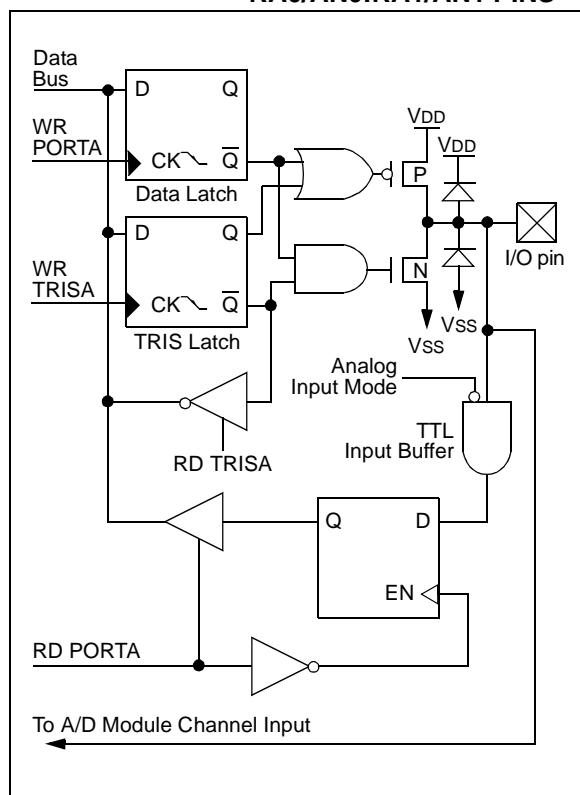 Data
Bus
D Q
WR
PORTA
CK Q
Data Latch
VDD
VDD
P
I/O pin
D Q
WR
TRISA
CK Q
TRIS Latch
N
VSS
VSS
Analog
Input Mode
TTL
Input Buffer
RD TRISA
Q D
EN
RD PORTA
To A/D Module Channel Input